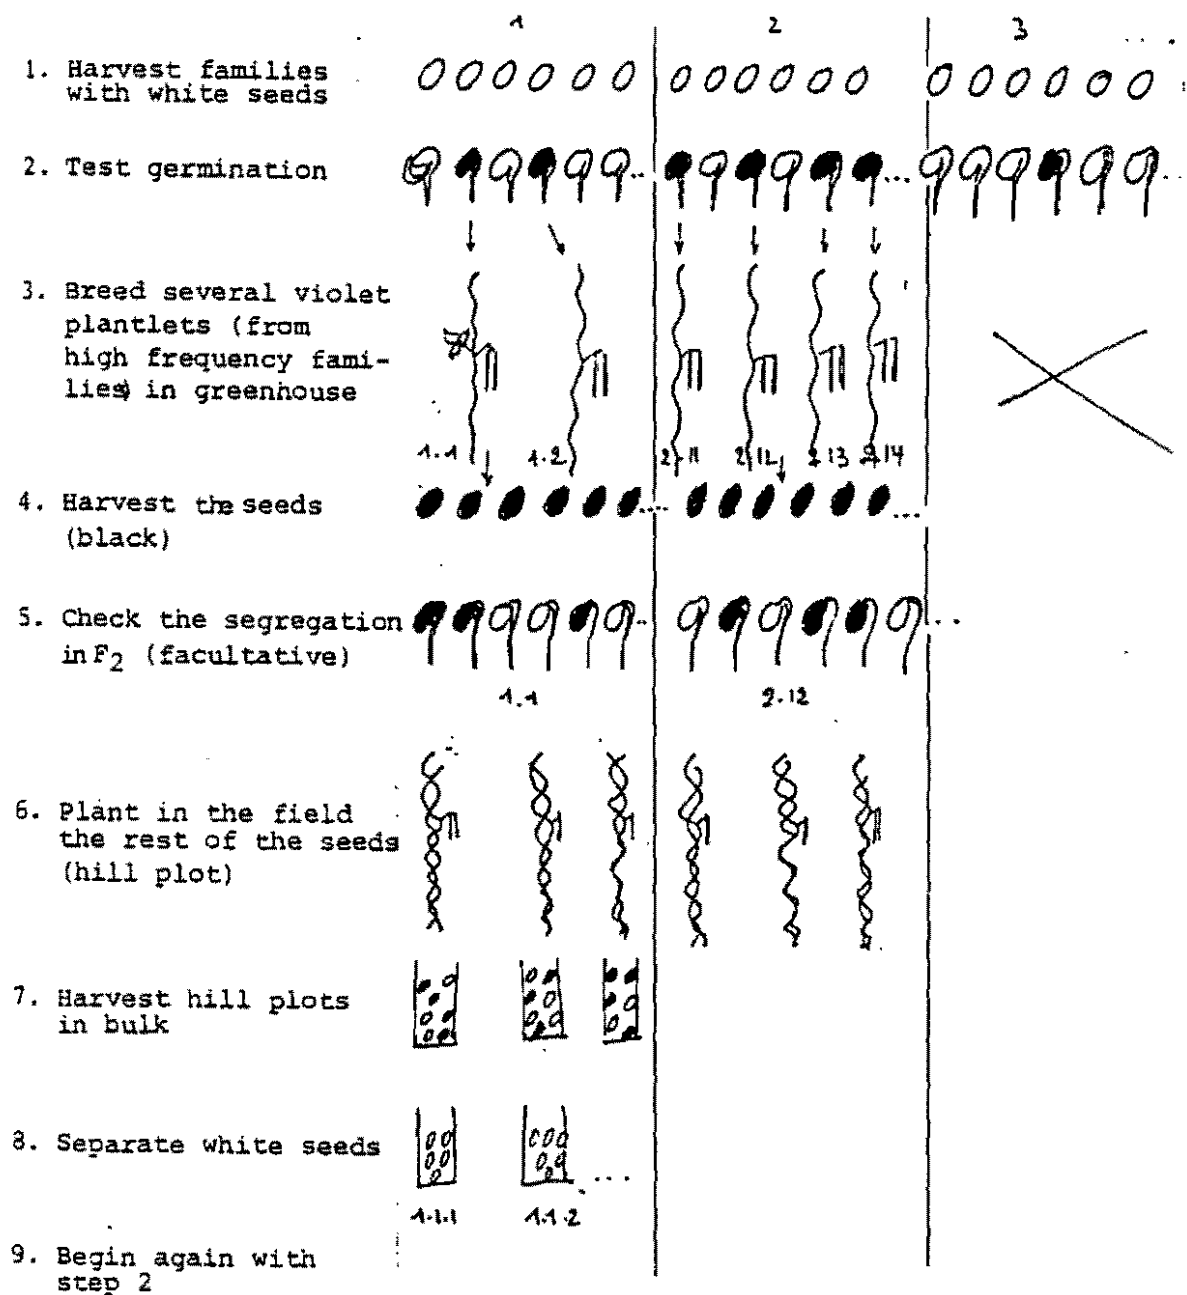 1 2 3
1. Harvest families
with white seeds
2. Test germination
3. Breed several violet
plantlets (from
high frequency fami-
lies) in greenhouse
1.1 1.2 2.11 2.12 2.13 2.14
4. Harvest the seeds
(black)
5. Check the segregation
in F2 (facultative)
1.1 2.12
6. Plant in the field
the rest of the seeds
(hill plot)
7. Harvest hill plots
in bulk
8. Separate white seeds
...
1.1.1 1.1.2
9. Begin again with
step 2